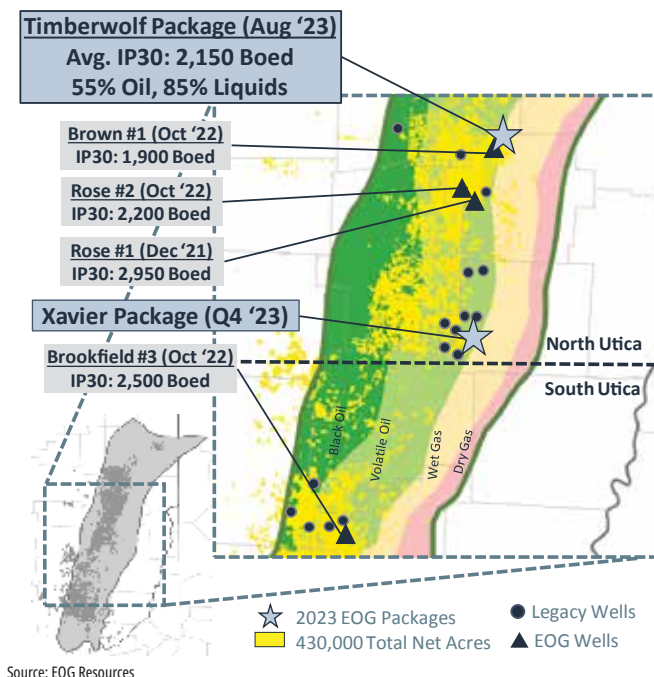 Timberwolf Package (Aug ‘23)
Avg. IP30: 2,150 Boed
55% Oil, 85% Liquids
Brown #1 (Oct ‘22)
IP30: 1,900 Boed
Rose #2 (Oct ‘22)
IP30: 2,200 Boed
Rose #1 (Dec ‘21)
IP30: 2,950 Boed
Xavier Package (Q4 ‘23)
Brookfield #3 (Oct ‘22)
IP30: 2,500 Boed
North Utica
South Utica
Black Oil
Volatile Oil
Wet Gas
Dry Gas
2023 EOG Packages
Legacy Wells
430,000 Total Net Acres
EOG Wells
Source: EOG Resources